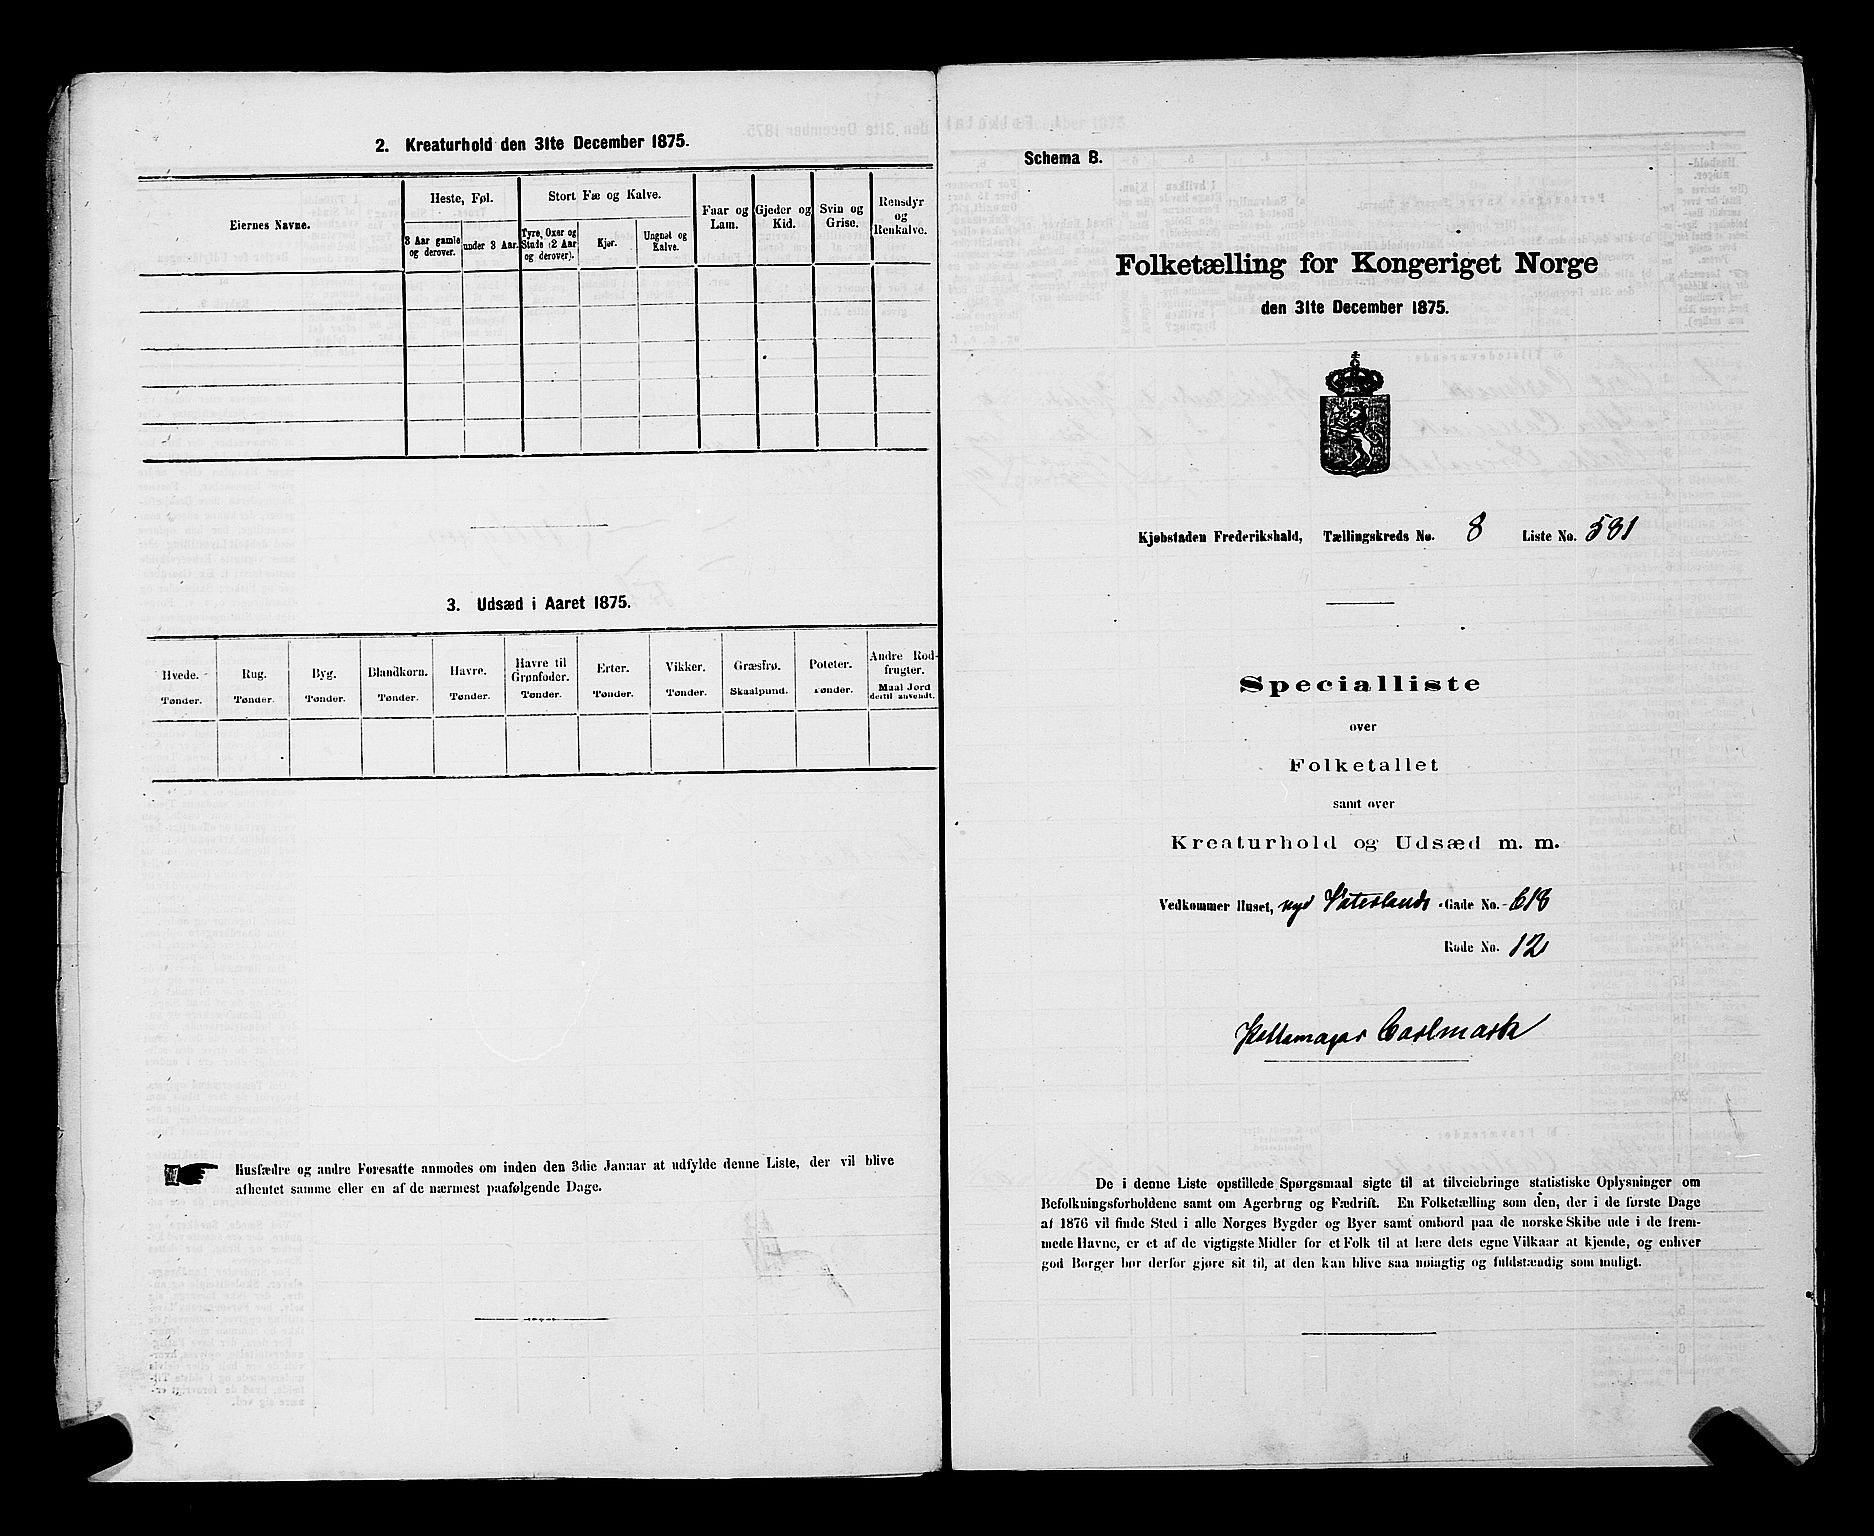 2. Kreaturhold den 31te December 1875.
Eiernes Navne.
Heste, Føl.
Stort Fæ og Kalve.
Faar og Lam.
Gjeder og Kid.
Svin og Grise.
Rensdyr og Renkalve.
3 Aar gamle og derover.
under 3 Aar.
Tyre, Oxer og Stude (2 Aar og derover).
Kjør.
Ungnøt og Kalve.
3. Udsæd i Aaret 1875.
Hvede. Rug. Byg. Blandkorn. Havre. Havre til Grønfoder. Erter. Vikker. Græsfrø. Poteter. Andre Rodfrugter.
Tønder. Tønder. Tønder. Tønder. Tønder. Tønder. Tønder. Tønder. Skaalpund. Tønder. Maal Jord dertil anvendt.
Husfædre og andre Foresatte anmodes om inden den 3die Januar at udfylde denne Liste, der vil blive
afhentet samme eller en af de nærmest paafølgende Dage.
Schema B.
Folketælling for Kongeriget Norge
den 31te December 1875.
Kjøbstaden Frederikshald, Tællingskreds No. 8 Liste No. 531
Specialliste
over
Folketallet
samt over
Kreaturhold og Udsæd m. m.
Vedkommer Huset, nye Vaterlands Gade No. 618
Rode No. 12
Carlmark
De i denne Liste opstillede Spørgsmaal sigte til at tilveiebringe statistiske Oplysninger om
Befolkningsforholdene samt om Agerbrug og Fædrift. En Folketælling som den, der i de første Dage
af 1876 vil finde Sted i alle Norges Bygder og Byer samt ombord paa de norske Skibe ude i de frem-
mede Havne, er et af de vigtigste Midler for et Folk til at lære dets egne Vilkaar at kjende, og enhver
god Borger bør derfor gjøre sit til, at den kan blive saa nøiagtig og fuldstændig som muligt.